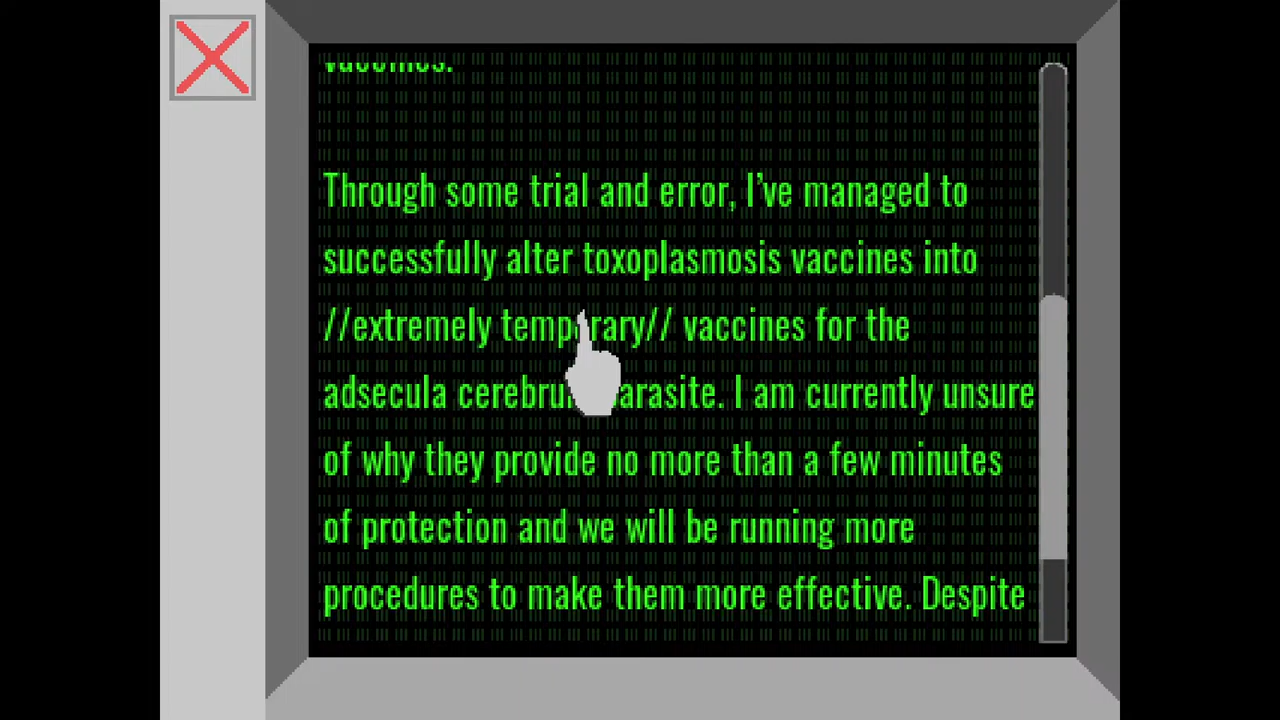 vaccines.
Through some trial and error, I've managed to
successfully alter toxoplasmosis vaccines into
//extremely temporary// vaccines for the
adsecula parasite. I am currently unsure
of why they provide no more than a few minutes
of protection and we will be running more
procedures to make them more effective. Despite